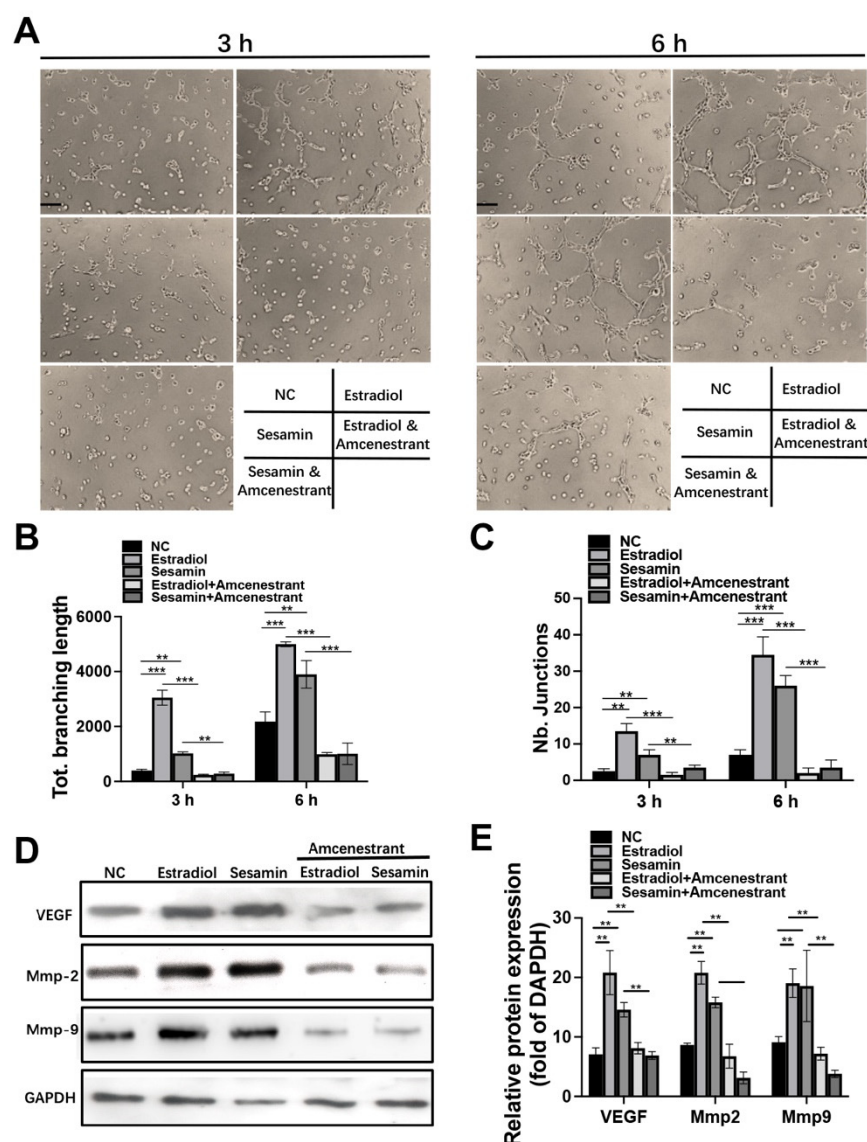 A
3 h
6 h
NC
Estradiol
Sesamin
Estradiol &
Amcenestrant
Sesamin &
Amcenestrant
NC
Estradiol
Sesamin
Estradiol &
Amcenestrant
Sesamin &
Amcenestrant
B
NC
Estradiol
Sesamin
Estradiol+Amcenestrant
Sesamin+Amcenestrant
Tot. branching length
6000
4000
2000
0
** 
***
***
**
**
***
***
***
3 h
6 h
C
NC
Estradiol
Sesamin
Estradiol+Amcenestrant
Sesamin+Amcenestrant
Nb. Junctions
50
40
30
20
10
0
**
**
***
**
***
***
***
***
3 h
6 h
D
Amcenestrant
NC
Estradiol
Sesamin
Estradiol
Sesamin
VEGF
Mmp-2
Mmp-9
GAPDH
E
NC
Estradiol
Sesamin
Estradiol+Amcenestrant
Sesamin+Amcenestrant
Relative protein expression
(fold of DAPDH)
30
20
10
0
**
**
**
**
**
**
**
**
**
**
**
VEGF
Mmp2
Mmp9